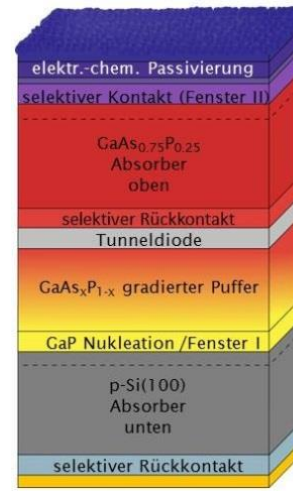 elektr.-chem. Passivierung
selektiver Kontakt (Fenster II)
GaAs0.75P0.25
Absorber
oben
selektiver Rückkontakt
Tunneldiode
GaAsxP1-x gradierter Puffer
GaP Nukleation /Fenster I
p-Si(100)
Absorber
unten
selektiver Rückkontakt